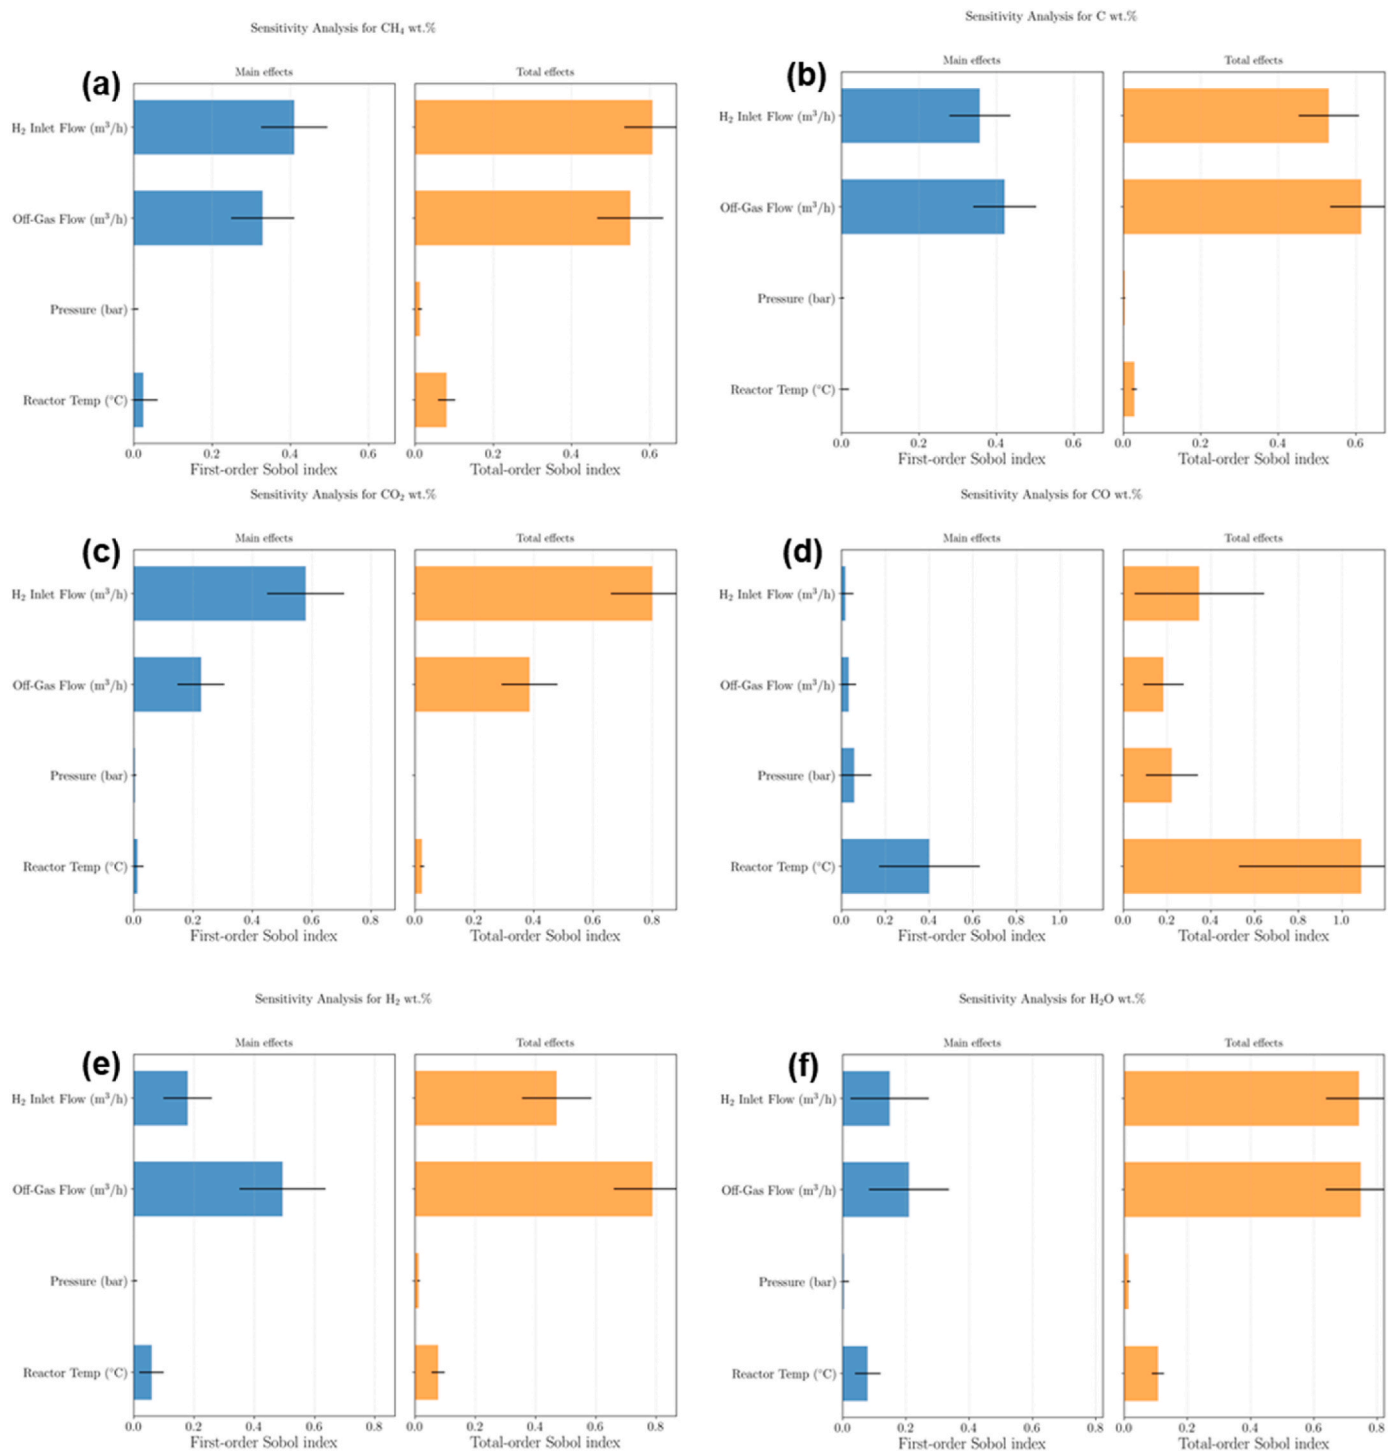 Sensitivity Analysis for CH₄ wt.%
(a)
Main effects
Total effects
H₂ Inlet Flow (m³/h)
Off-Gas Flow (m³/h)
Pressure (bar)
Reactor Temp (°C)
0.0 0.2 0.4 0.6
0.0 0.2 0.4 0.6
First-order Sobol index
Total-order Sobol index
Sensitivity Analysis for C wt.%
(b)
Main effects
Total effects
H₂ Inlet Flow (m³/h)
Off-Gas Flow (m³/h)
Pressure (bar)
Reactor Temp (°C)
0.0 0.2 0.4 0.6
0.0 0.2 0.4 0.6
First-order Sobol index
Total-order Sobol index
Sensitivity Analysis for CO₂ wt.%
(c)
Main effects
Total effects
H₂ Inlet Flow (m³/h)
Off-Gas Flow (m³/h)
Pressure (bar)
Reactor Temp (°C)
0.0 0.2 0.4 0.6 0.8
0.0 0.2 0.4 0.6 0.8
First-order Sobol index
Total-order Sobol index
Sensitivity Analysis for CO wt.%
(d)
Main effects
Total effects
H₂ Inlet Flow (m³/h)
Off-Gas Flow (m³/h)
Pressure (bar)
Reactor Temp (°C)
0.0 0.2 0.4 0.6 0.8 1.0
0.0 0.2 0.4 0.6 0.8 1.0
First-order Sobol index
Total-order Sobol index
Sensitivity Analysis for H₂ wt.%
(e)
Main effects
Total effects
H₂ Inlet Flow (m³/h)
Off-Gas Flow (m³/h)
Pressure (bar)
Reactor Temp (°C)
0.0 0.2 0.4 0.6 0.8
0.0 0.2 0.4 0.6 0.8
First-order Sobol index
Total-order Sobol index
Sensitivity Analysis for H₂O wt.%
(f)
Main effects
Total effects
H₂ Inlet Flow (m³/h)
Off-Gas Flow (m³/h)
Pressure (bar)
Reactor Temp (°C)
0.0 0.2 0.4 0.6 0.8
0.0 0.2 0.4 0.6 0.8
First-order Sobol index
Total-order Sobol index